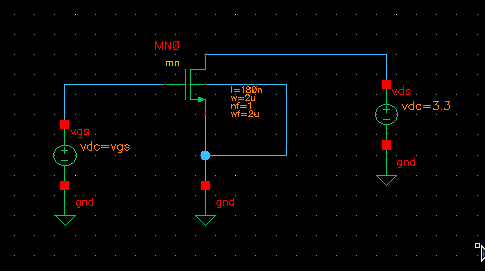 MN0
mn
l=180n
w=2u
nf=1
wf=2u
vgs
vdc=vgs
gnd
gnd
vds
vdc=3.3
gnd